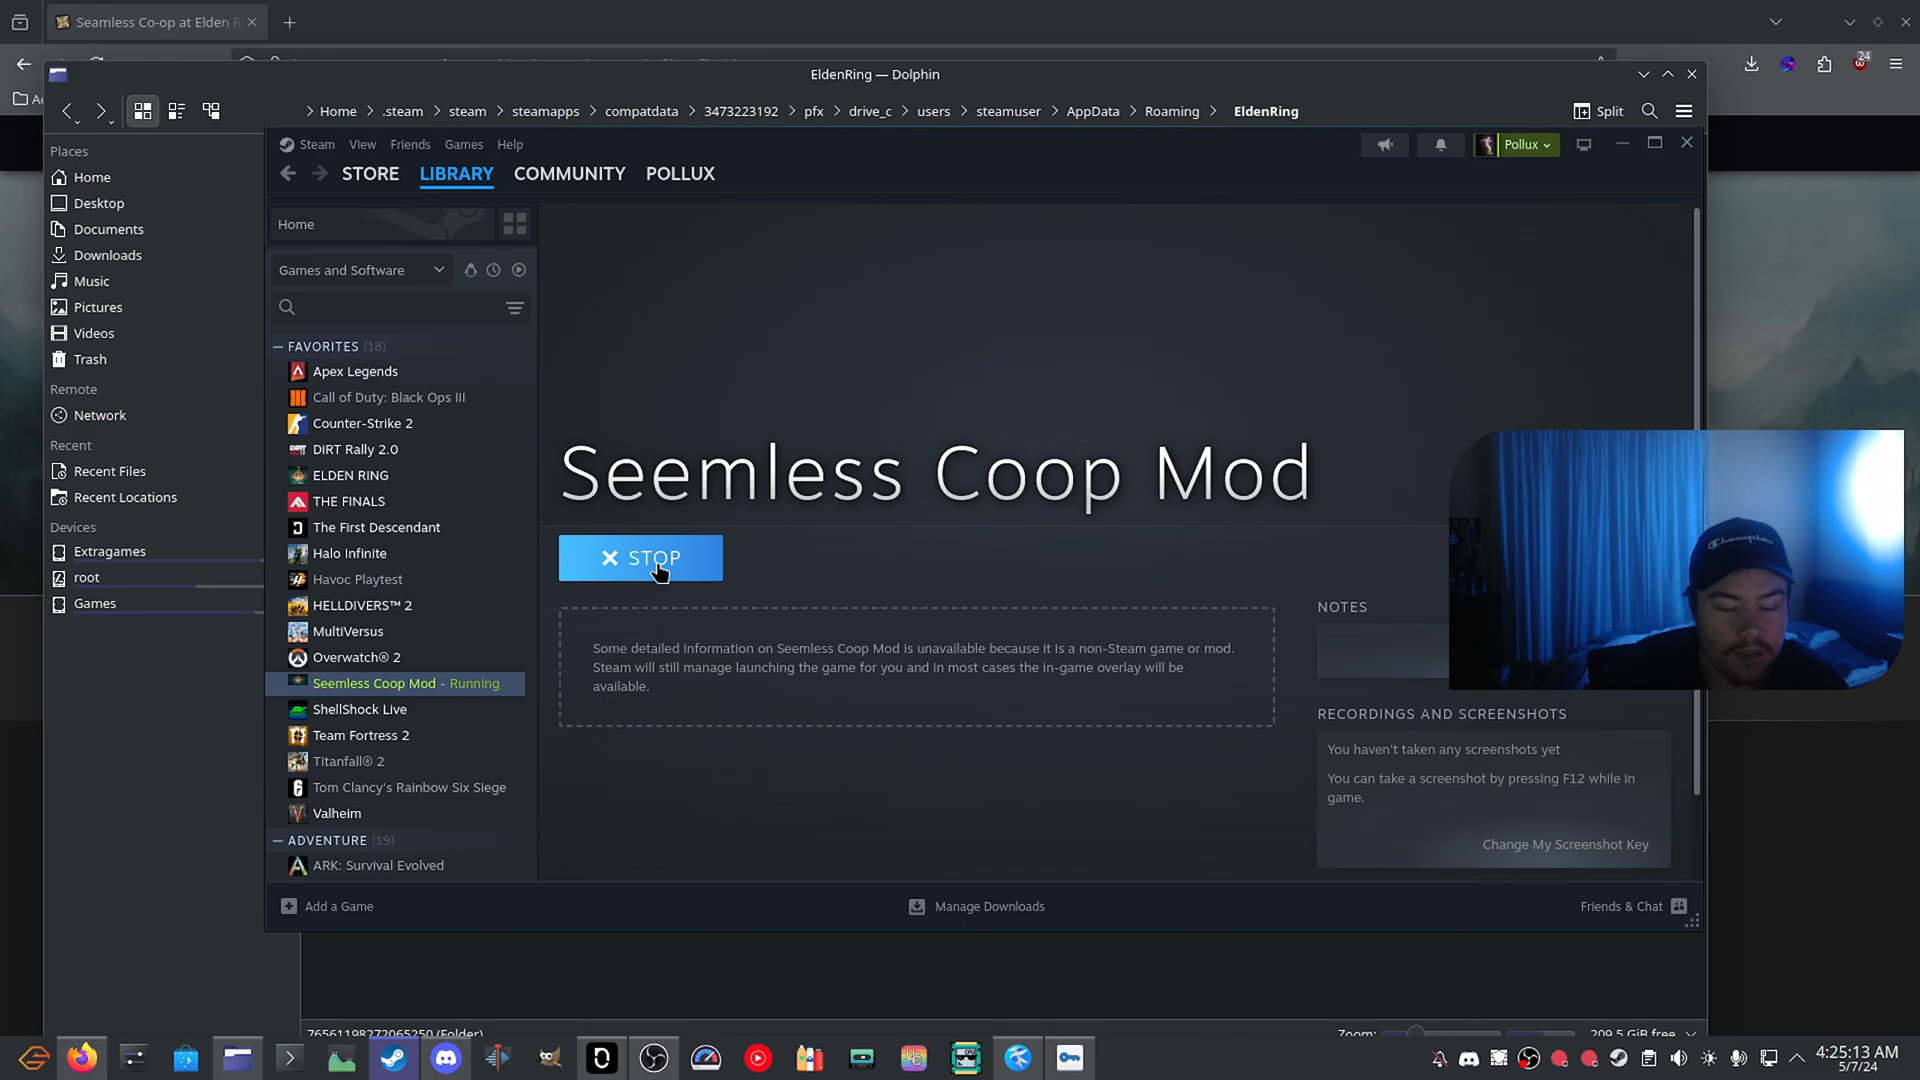 Seamless Co-op at Elden R
24
EldenRing — Dolphin
Home > .steam > steam > steamapps > compatdata > 3473223192 > pfx > drive_c > users > steamuser > AppData > Roaming > EldenRing
Split
Places
Home
Desktop
Documents
Downloads
Music
Pictures
Videos
Trash
Remote
Network
Recent
Recent Files
Recent Locations
Devices
Extragames
root
Games
Steam View Friends Games Help
Pollux
STORE LIBRARY COMMUNITY POLLUX
Home
Games and Software
FAVORITES (18)
Apex Legends
Call of Duty: Black Ops III
Counter-Strike 2
DiRT Rally 2.0
ELDEN RING
THE FINALS
The First Descendant
Halo Infinite
Havoc Playtest
HELLDIVERS™ 2
MultiVersus
Overwatch® 2
Seemless Coop Mod - Running
ShellShock Live
Team Fortress 2
Titanfall® 2
Tom Clancy's Rainbow Six Siege
Valheim
ADVENTURE (19)
ARK: Survival Evolved
Seemless Coop Mod
STOP
Some detailed information on Seemless Coop Mod is unavailable because it is a non-Steam game or mod.
Steam will still manage launching the game for you and in most cases the in-game overlay will be
available.
NOTES
RECORDINGS AND SCREENSHOTS
You haven't taken any screenshots yet
You can take a screenshot by pressing F12 while in
game.
Change My Screenshot Key
Champion
Add a Game
Manage Downloads
Friends & Chat
76561198272065250 (Folder)
Zoom:
209.5 GiB free
4:25:13 AM
5/7/24